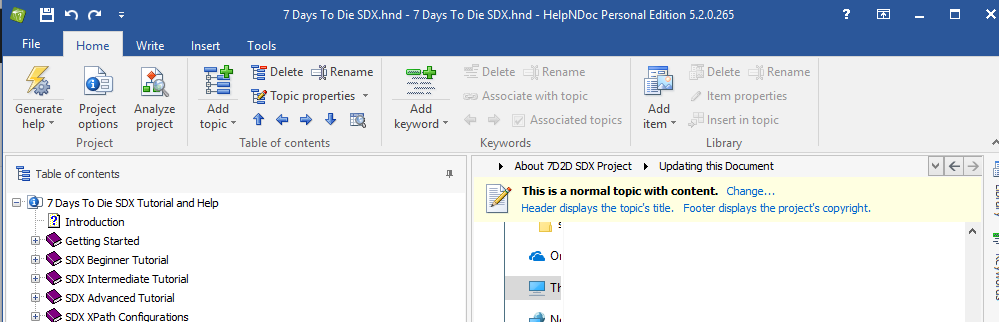 7 Days To Die SDX.hnd - 7 Days To Die SDX.hnd - HelpNDoc Personal Edition 5.2.0.265
File Home Write Insert Tools
Generate help Project options Analyze project
Project
Add topic Delete Rename
Topic properties
Table of contents
Add keyword Delete Rename
Associate with topic
Associated topics
Keywords
Add item Delete
Item properties
Insert in topic
Library
Table of contents
7 Days To Die SDX Tutorial and Help
Introduction
Getting Started
SDX Beginner Tutorial
SDX Intermediate Tutorial
SDX Advanced Tutorial
SDX XPath Configurations
About 7D2D SDX Project Updating this Document
This is a normal topic with content. Change...
Header displays the topic's title. Footer displays the project's copyright.